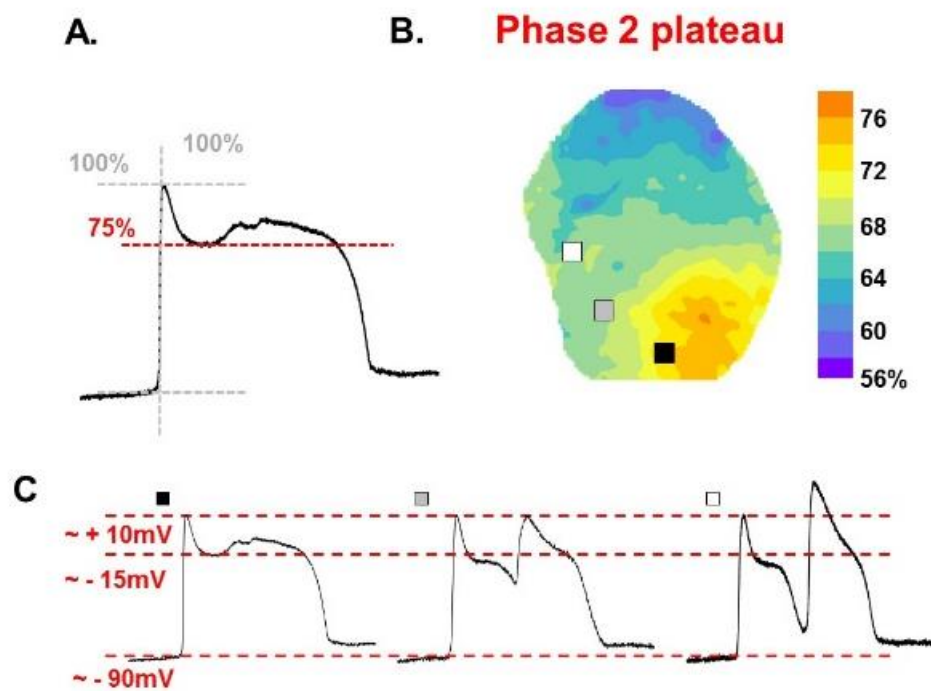 A.
B.
Phase 2 plateau
100%
100%
75%
76
72
68
64
60
56%
C
~ + 10mV
~ - 15mV
~ - 90mV